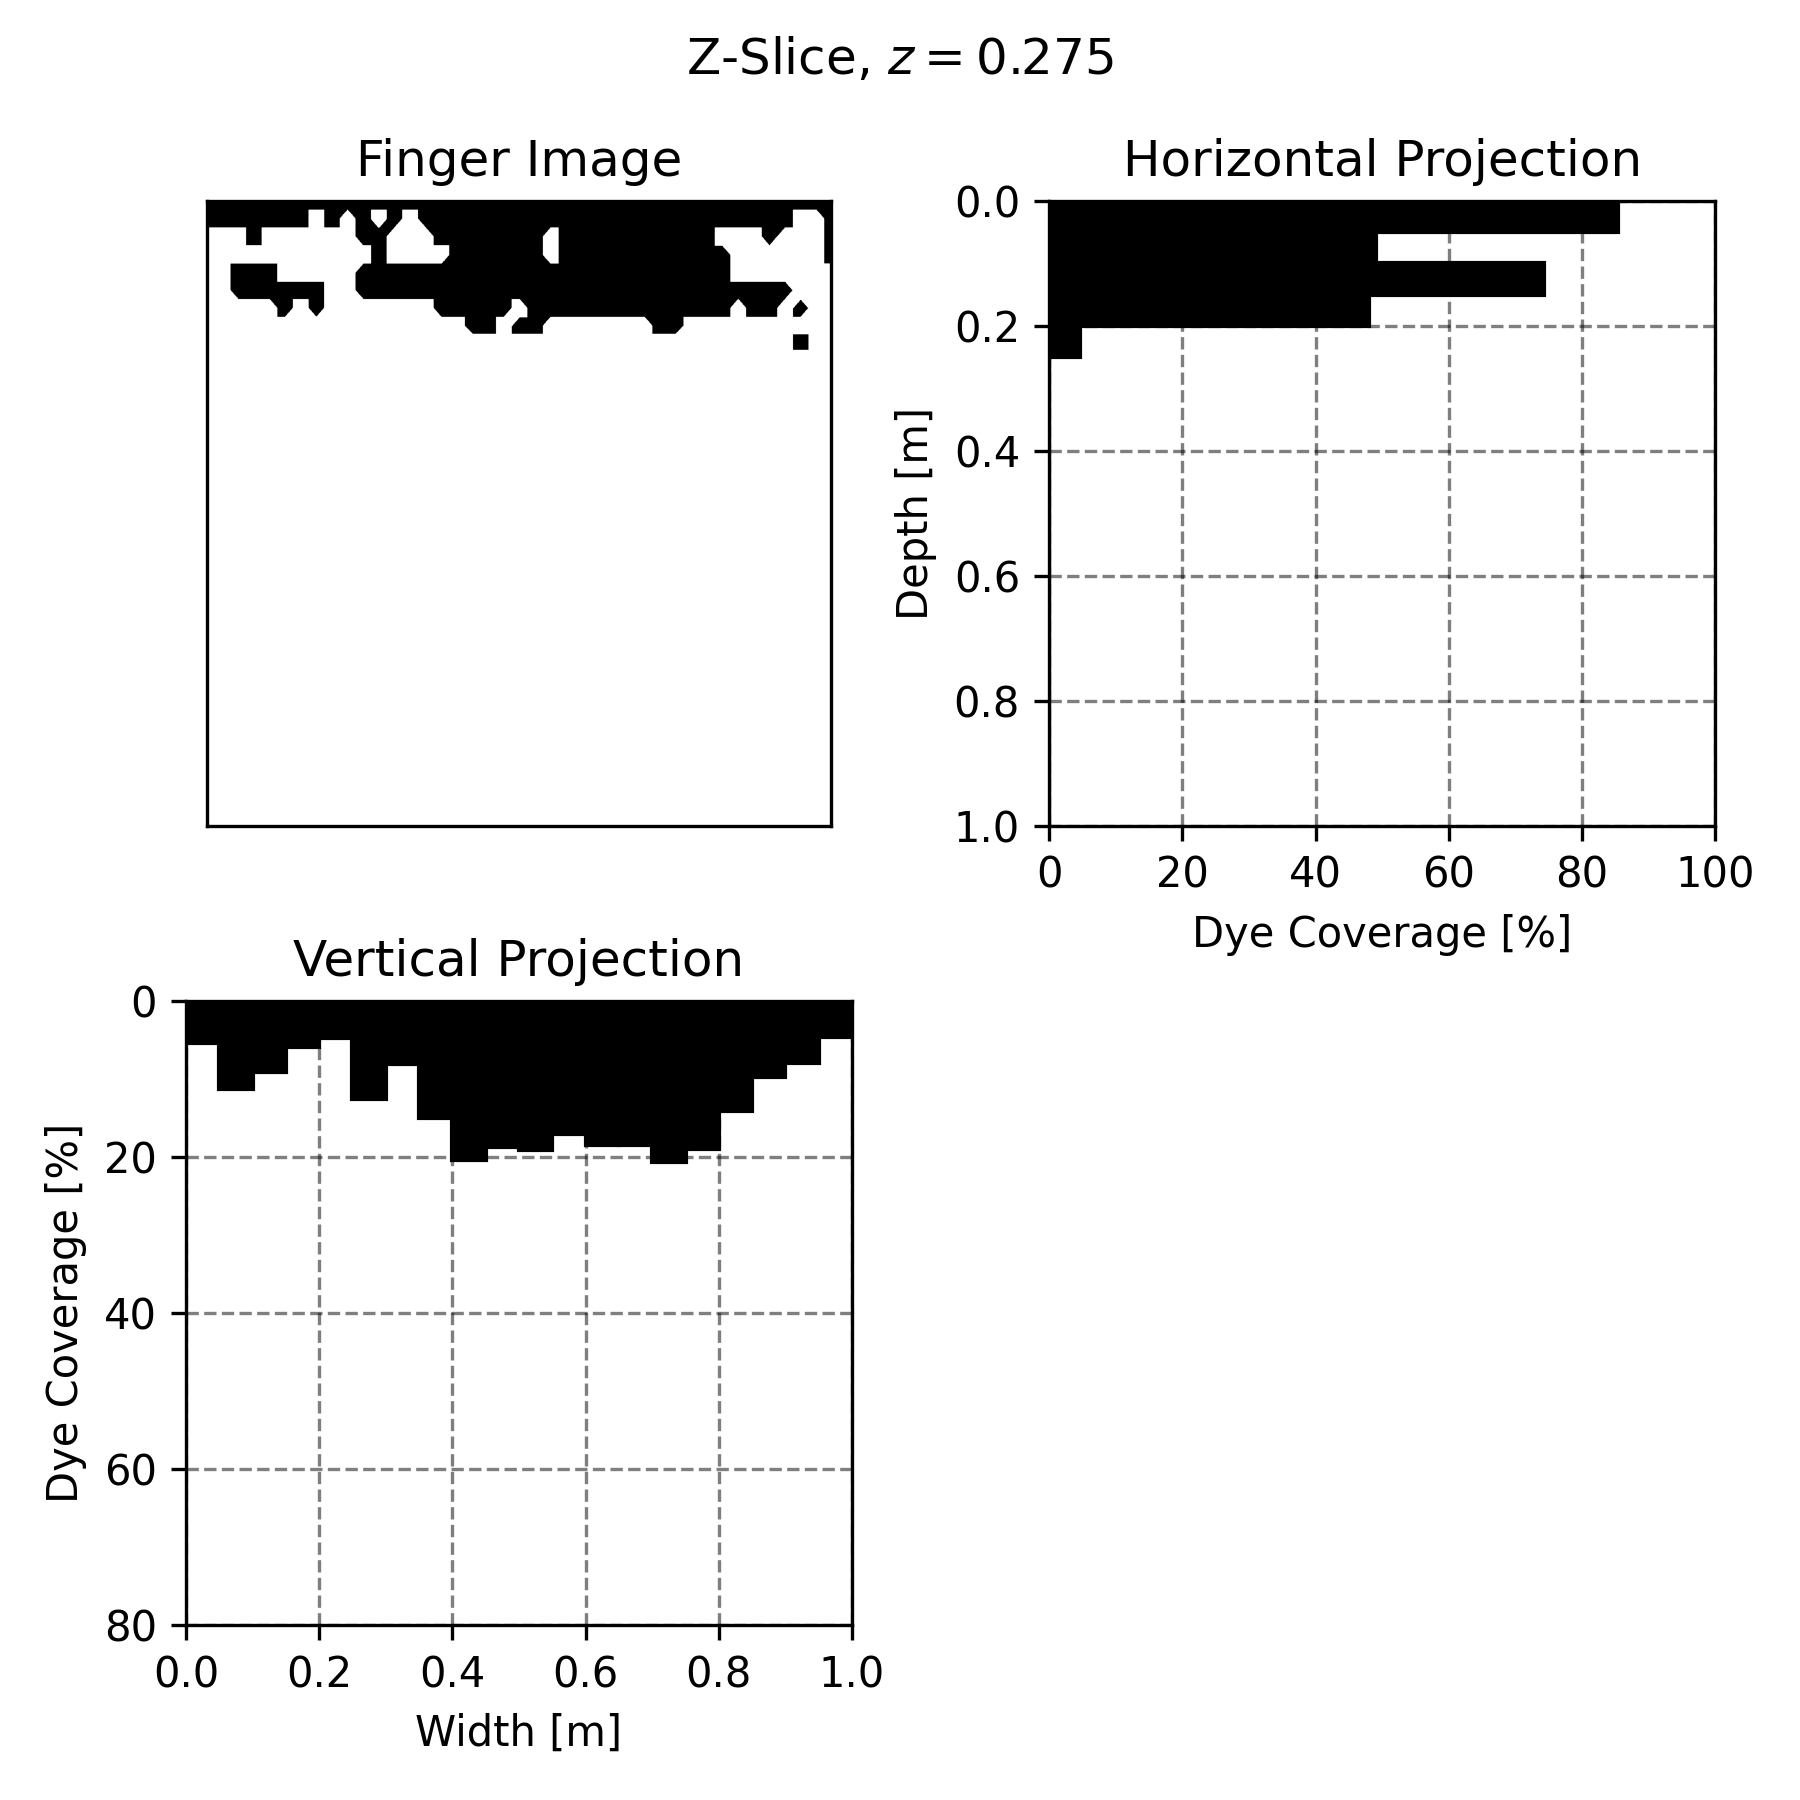 Z-Slice, z = 0.275
Finger Image
Horizontal Projection
0.0
0.2
0.4
0.6
0.8
1.0
Depth [m]
0 20 40 60 80 100
Dye Coverage [%]
Vertical Projection
0
20
40
60
80
Dye Coverage [%]
0.0 0.2 0.4 0.6 0.8 1.0
Width [m]